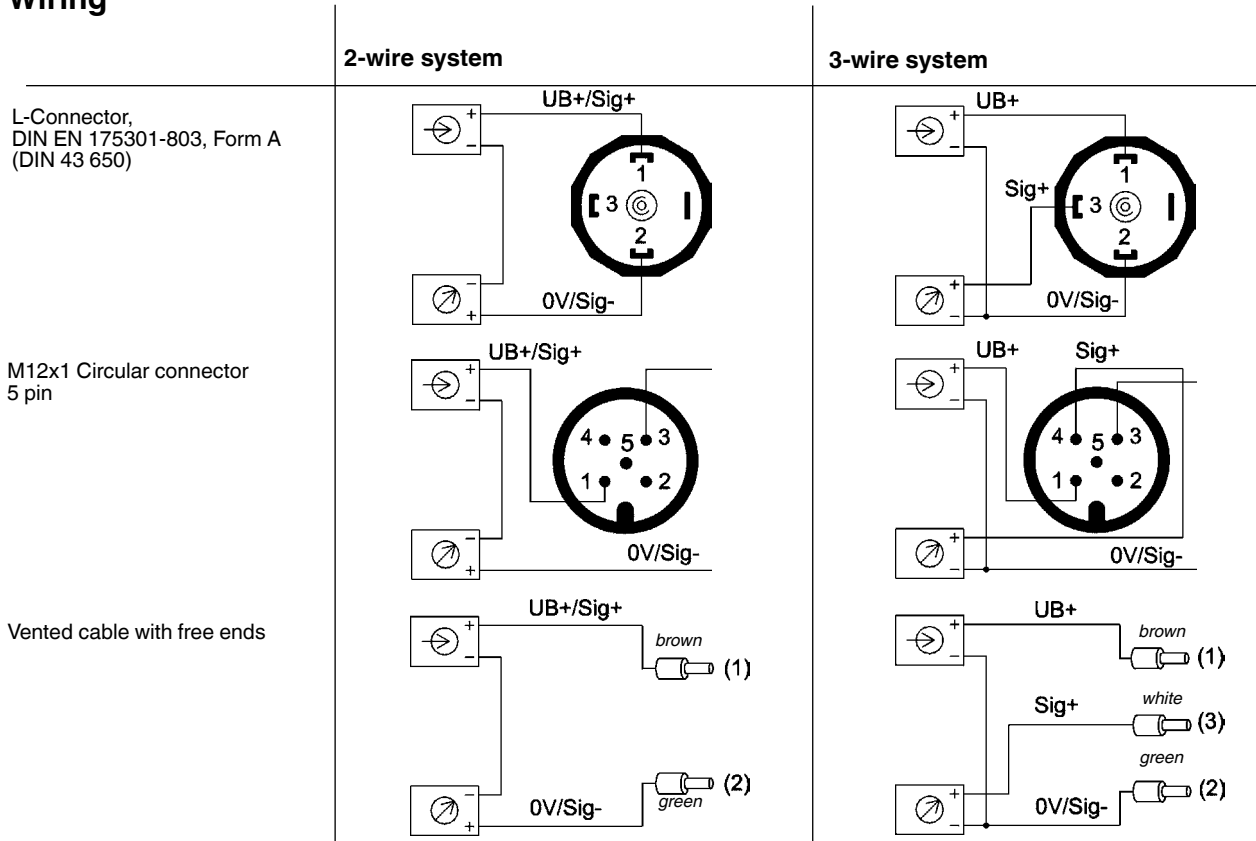 Wiring
2-wire system
3-wire system
L-Connector,
DIN EN 175301-803, Form A
(DIN 43 650)
UB+/Sig+
+
−
1
3
2
−
+
0V/Sig-
UB+
+
−
Sig+
1
3
2
+
−
0V/Sig-
M12x1 Circular connector
5 pin
UB+/Sig+
+
−
4 5 3
1 2
−
+
0V/Sig-
UB+ Sig+
+
−
4 5 3
1 2
+
−
0V/Sig-
Vented cable with free ends
UB+/Sig+
+
−
brown
(1)
−
+
0V/Sig-
(2)
green
UB+
+
−
brown
(1)
Sig+
white
(3)
green
+
−
0V/Sig-
(2)